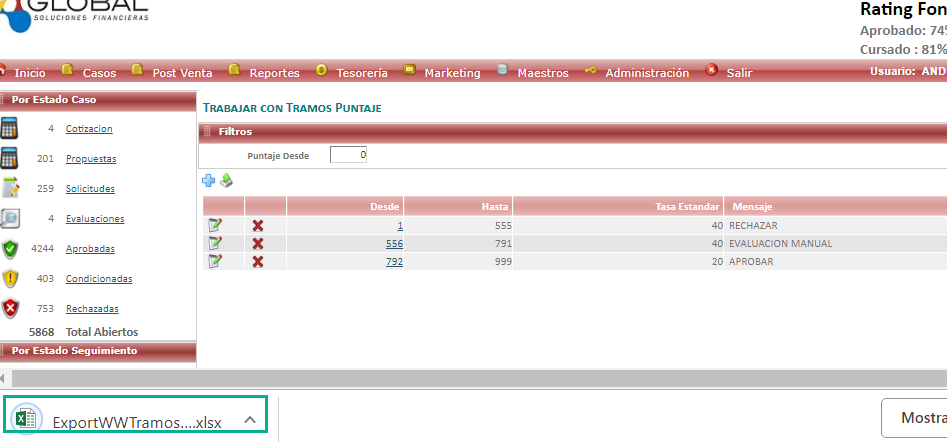 GLOBAL
SOLUCIONES FINANCIERAS
Rating Fon
Aprobado: 74%
Cursado : 81%
Inicio Casos Post Venta Reportes Tesorería Marketing Maestros Administración Salir Usuario: AND
Por Estado Caso
4 Cotizacion
201 Propuestas
259 Solicitudes
4 Evaluaciones
4244 Aprobadas
403 Condicionadas
753 Rechazadas
5868 Total Abiertos
Por Estado Seguimiento
TRABAJAR CON TRAMOS PUNTAJE
Filtros
Puntaje Desde 0
Desde Hasta Tasa Estandar Mensaje
1 555 40 RECHAZAR
556 791 40 EVALUACION MANUAL
792 999 20 APROBAR
ExportWWTramos....xlsx
Mostra